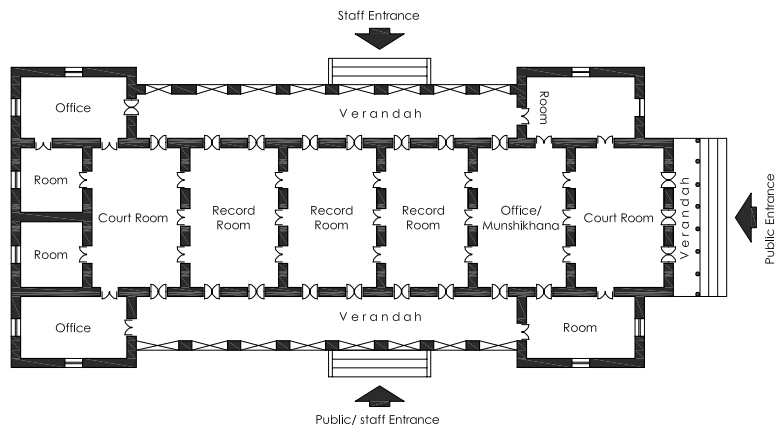 Staff Entrance
Office
Verandah
Room
Room
Court Room
Record
Room
Record
Room
Record
Room
Office/
Munshikhana
Court Room
Verandah
Public Entrance
Room
Office
Verandah
Room
Public/ staff Entrance